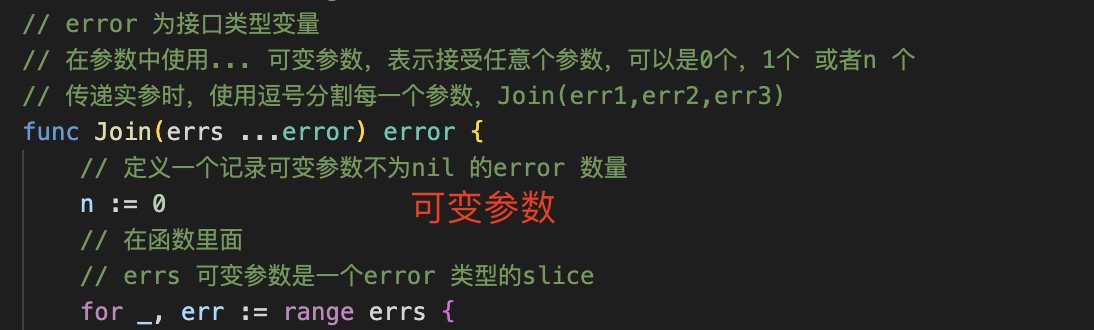 // error 为接口类型变量
// 在参数中使用... 可变参数，表示接受任意个参数，可以是0个，1个 或者n 个
// 传递实参时，使用逗号分割每一个参数，Join(err1,err2,err3)
func Join(errs ...error) error {
// 定义一个记录可变参数不为nil 的error 数量
n := 0
可变参数
// 在函数里面
// errs 可变参数是一个error 类型的slice
for _, err := range errs {